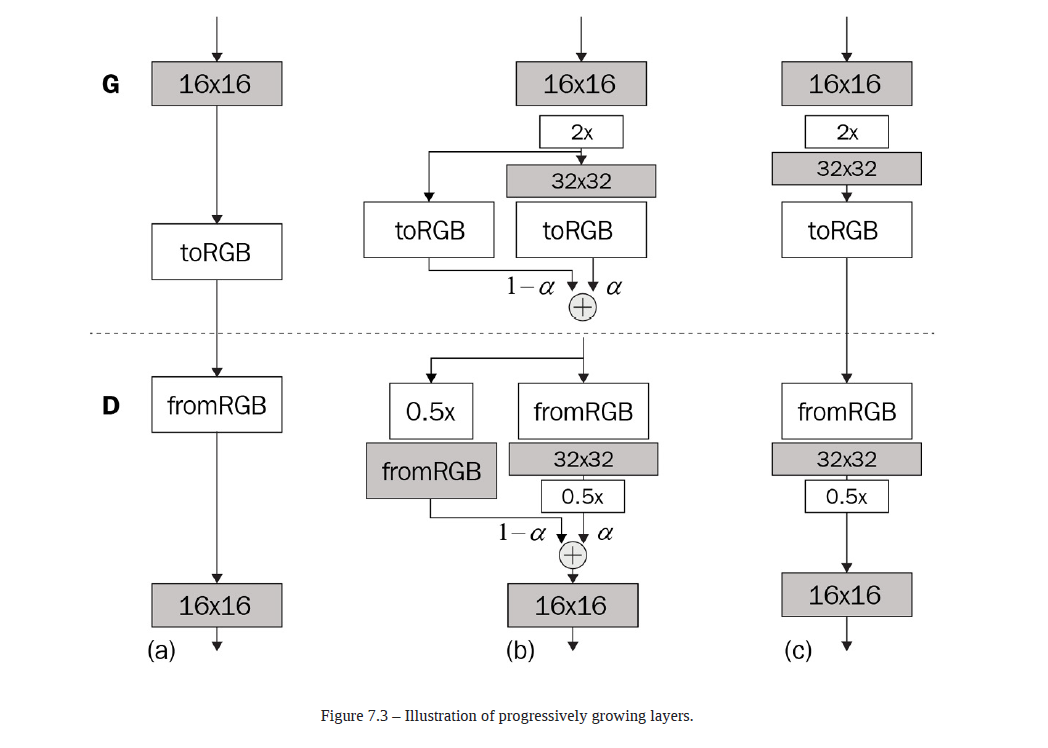 G
16x16
toRGB
D
fromRGB
16x16
(a)
16x16
2x
32x32
toRGB
toRGB
1−α
α
+
0.5x
fromRGB
fromRGB
32x32
0.5x
1−α
α
+
16x16
(b)
16x16
2x
32x32
toRGB
fromRGB
32x32
0.5x
16x16
(c)
Figure 7.3 – Illustration of progressively growing layers.